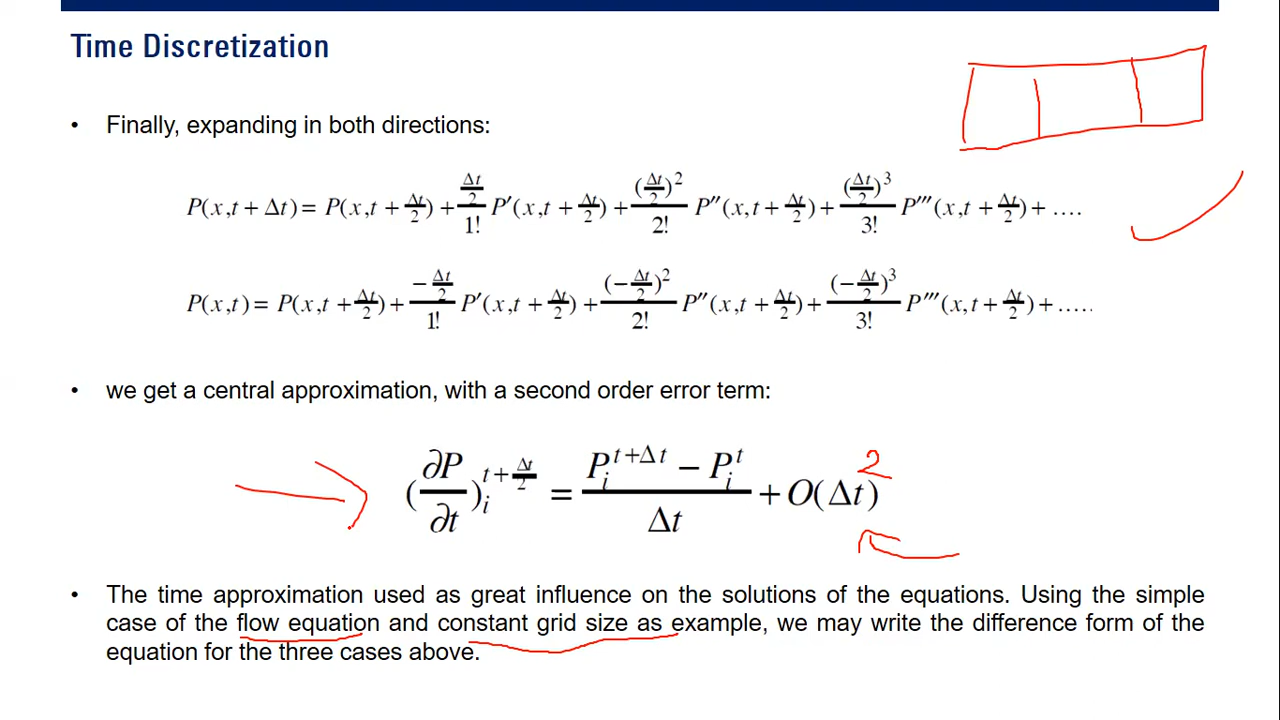 Time Discretization
• Finally, expanding in both directions:
P(x,t + Δt) = P(x,t + Δt/2) + (Δt/2)/1! P′(x,t + Δt/2) + (Δt/2)²/2! P″(x,t + Δt/2) + (Δt/2)³/3! P‴(x,t + Δt/2) + ....
P(x,t) = P(x,t + Δt/2) + (−Δt/2)/1! P′(x,t + Δt/2) + (−Δt/2)²/2! P″(x,t + Δt/2) + (−Δt/2)³/3! P‴(x,t + Δt/2) + .....
• we get a central approximation, with a second order error term:
(∂P/∂t)ᵢ^(t+Δt/2) = (Pᵢ^(t+Δt) − Pᵢ^t)/Δt + O(Δt)²
• The time approximation used as great influence on the solutions of the equations. Using the simple
case of the flow equation and constant grid size as example, we may write the difference form of the
equation for the three cases above.